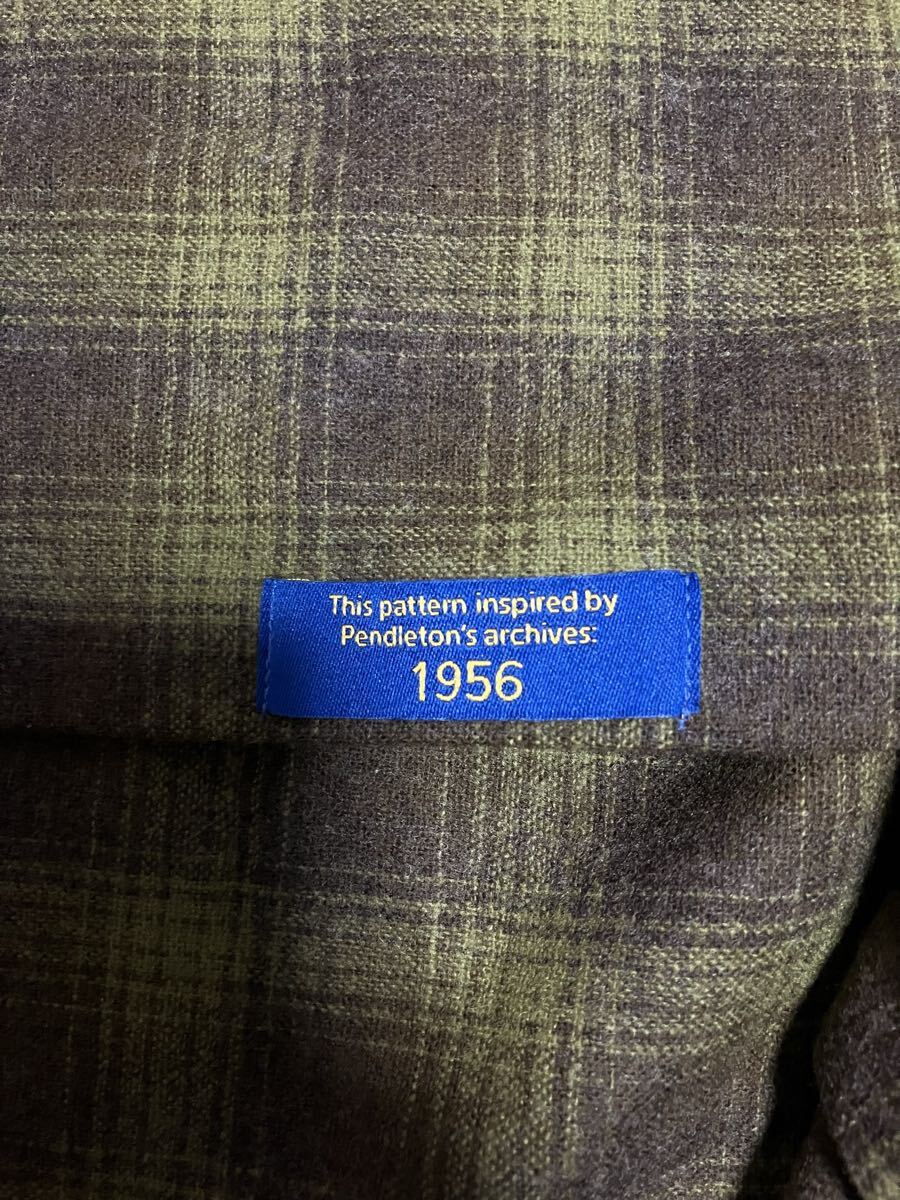 This pattern inspired by
Pendleton's archives:
1956